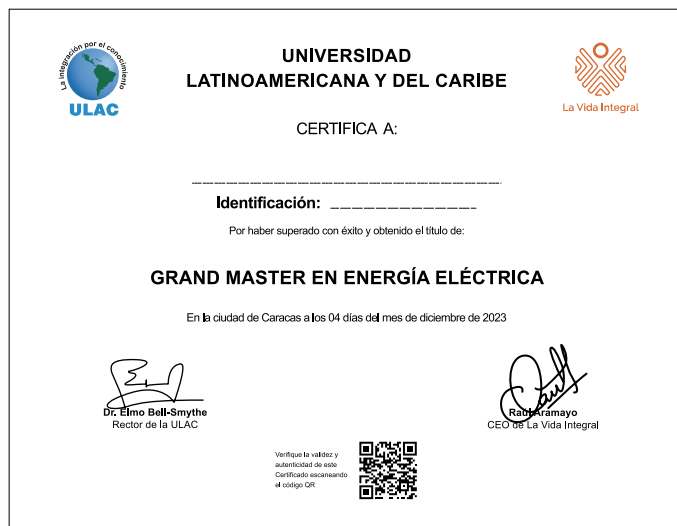 La integración por el conocimiento
ULAC
UNIVERSIDAD
LATINOAMERICANA Y DEL CARIBE
La Vida Integral
CERTIFICA A:
Identificación:
Por haber superado con éxito y obtenido el título de:
GRAND MASTER EN ENERGÍA ELÉCTRICA
En la ciudad de Caracas a los 04 días del mes de diciembre de 2023
Dr. Elmo Bell-Smythe
Rector de la ULAC
Raúl Aramayo
CEO de La Vida Integral
Verifique la validez y
autenticidad de este
Certificado escaneando
el código QR